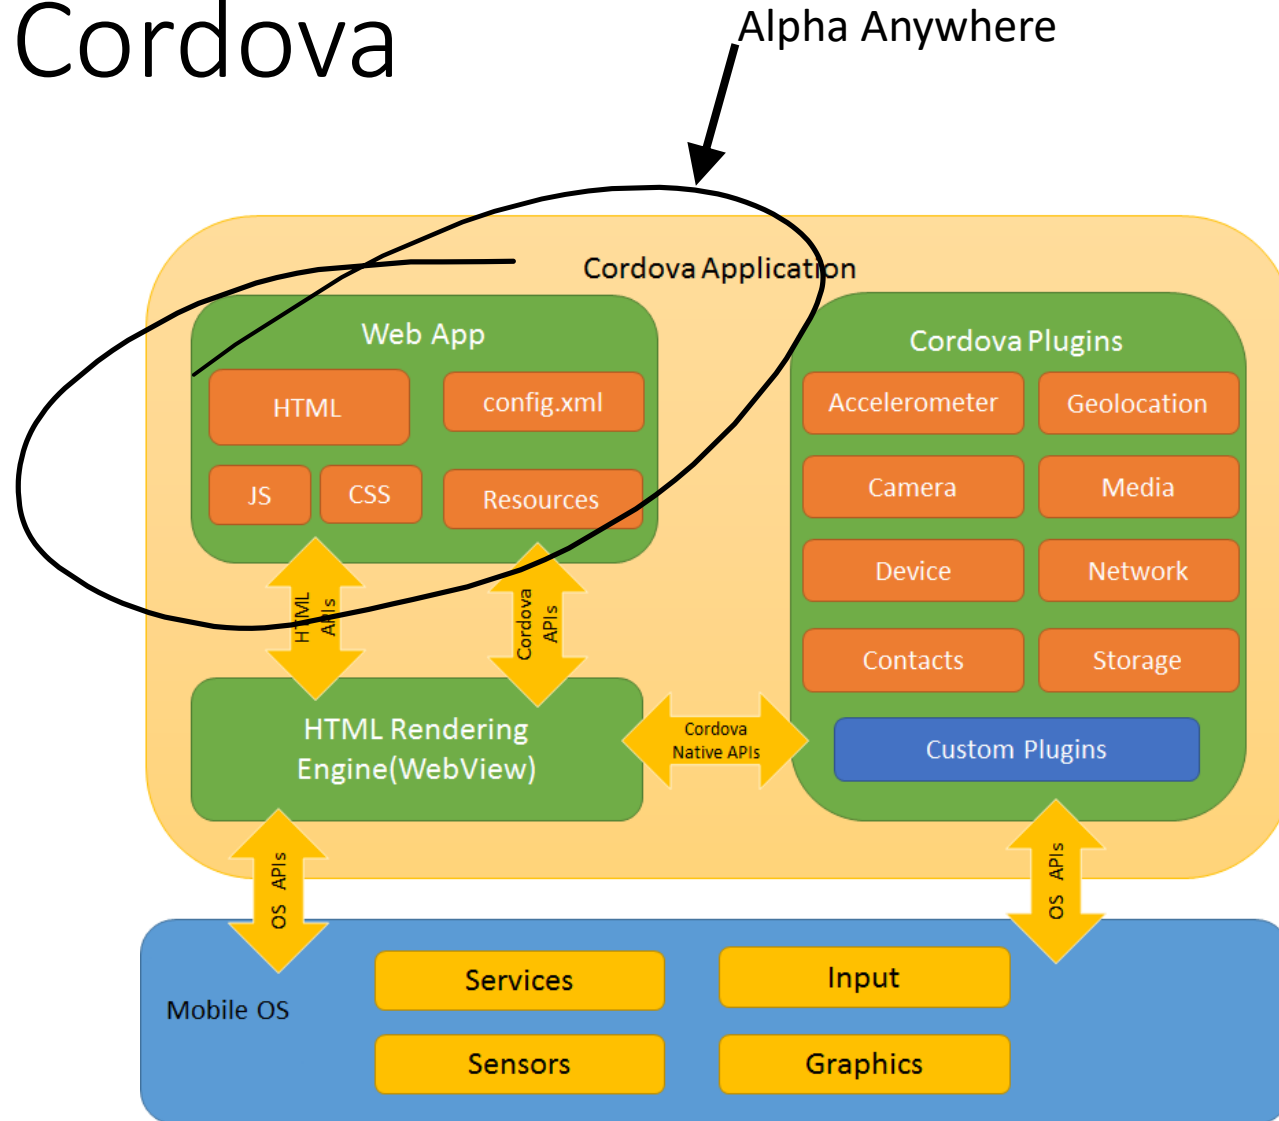 Cordova
Alpha Anywhere
Cordova Application
Web App
HTML
config.xml
JS
CSS
Resources
Cordova Plugins
Accelerometer
Geolocation
Camera
Media
Device
Network
Contacts
Storage
Custom Plugins
HTML
APIs
Cordova
APIs
HTML Rendering
Engine(WebView)
Cordova
Native APIs
OS APIs
OS APIs
Mobile OS
Services
Input
Sensors
Graphics